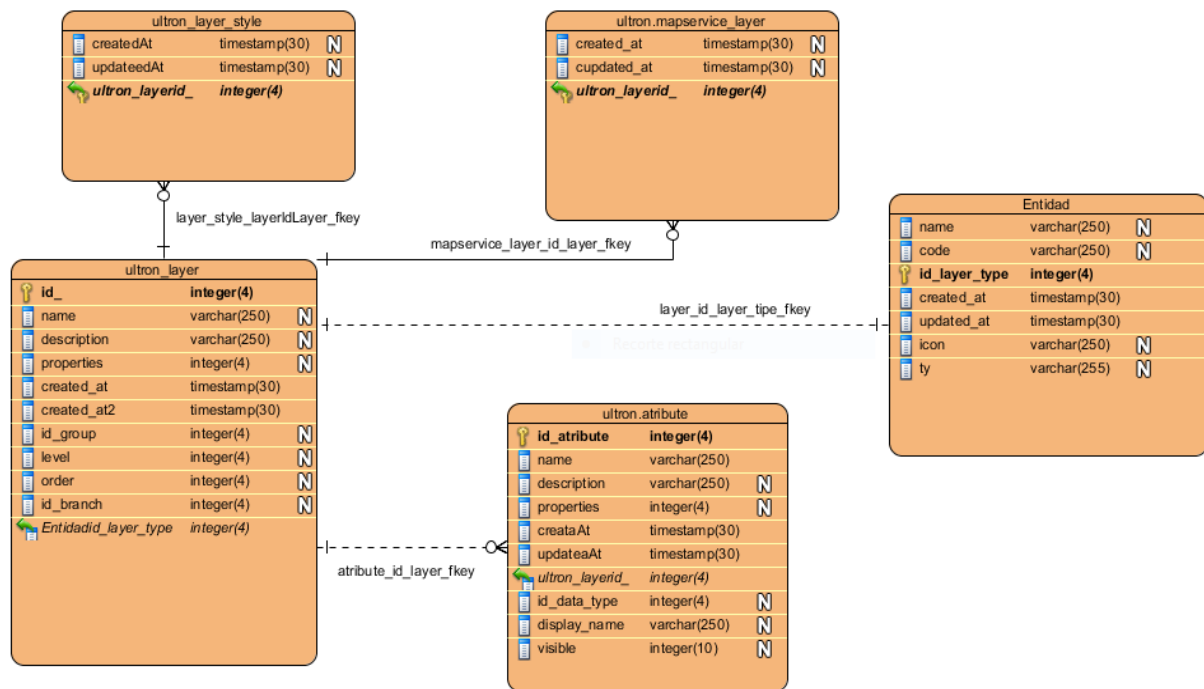 ultron_layer_style
createdAt timestamp(30) N
updateedAt timestamp(30) N
ultron_layerid_ integer(4)
ultron.mapservice_layer
created_at timestamp(30) N
cupdated_at timestamp(30) N
ultron_layerid_ integer(4)
layer_style_layerIdLayer_fkey
mapservice_layer_id_layer_fkey
Entidad
name varchar(250) N
code varchar(250) N
id_layer_type integer(4)
created_at timestamp(30)
updated_at timestamp(30)
icon varchar(250) N
ty varchar(255) N
layer_id_layer_tipe_fkey
Recorte rectangular
ultron_layer
id_ integer(4)
name varchar(250) N
description varchar(250) N
properties integer(4) N
created_at timestamp(30)
created_at2 timestamp(30)
id_group integer(4) N
level integer(4) N
order integer(4) N
id_branch integer(4) N
Entidadid_layer_type integer(4)
atribute_id_layer_fkey
ultron.atribute
id_atribute integer(4)
name varchar(250)
description varchar(250) N
properties integer(4) N
creataAt timestamp(30)
updateaAt timestamp(30)
ultron_layerid_ integer(4)
id_data_type integer(4) N
display_name varchar(250) N
visible integer(10) N